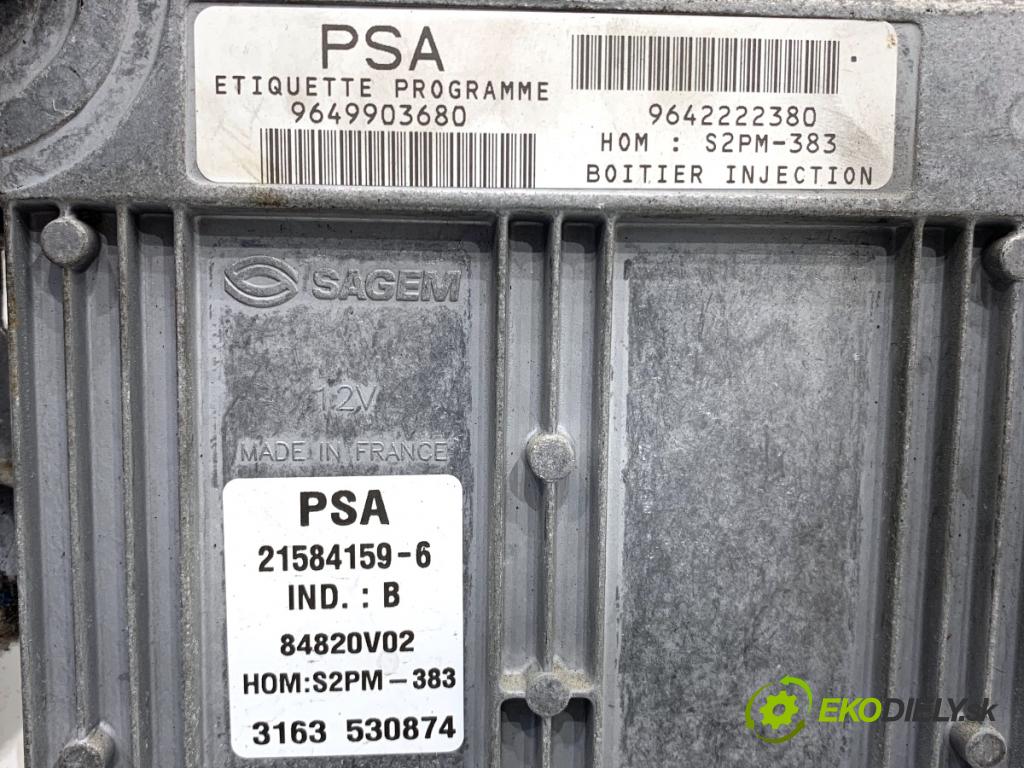 PSA
ETIQUETTE PROGRAMME
9649903680
9642222380
HOM : S2PM-383
BOITIER INJECTION
SAGEM
12V
MADE IN FRANCE
PSA
21584159-6
IND. : B
84820V02
HOM:S2PM-383
3163 530874
EKODIELY.sk